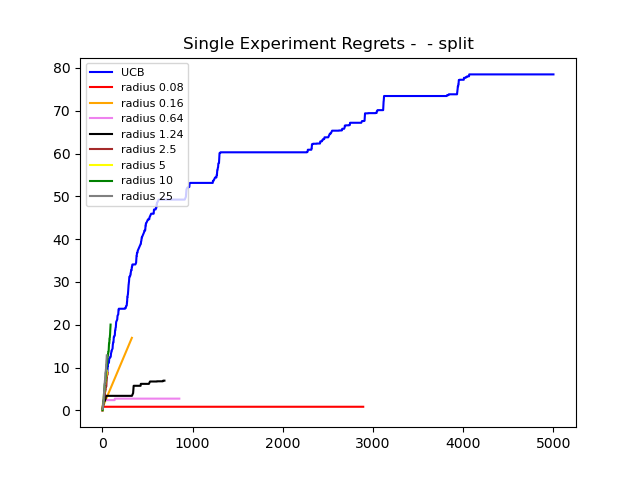 Single Experiment Regrets -  - split
80
70
60
50
40
30
20
10
0
UCB
radius 0.08
radius 0.16
radius 0.64
radius 1.24
radius 2.5
radius 5
radius 10
radius 25
0 1000 2000 3000 4000 5000